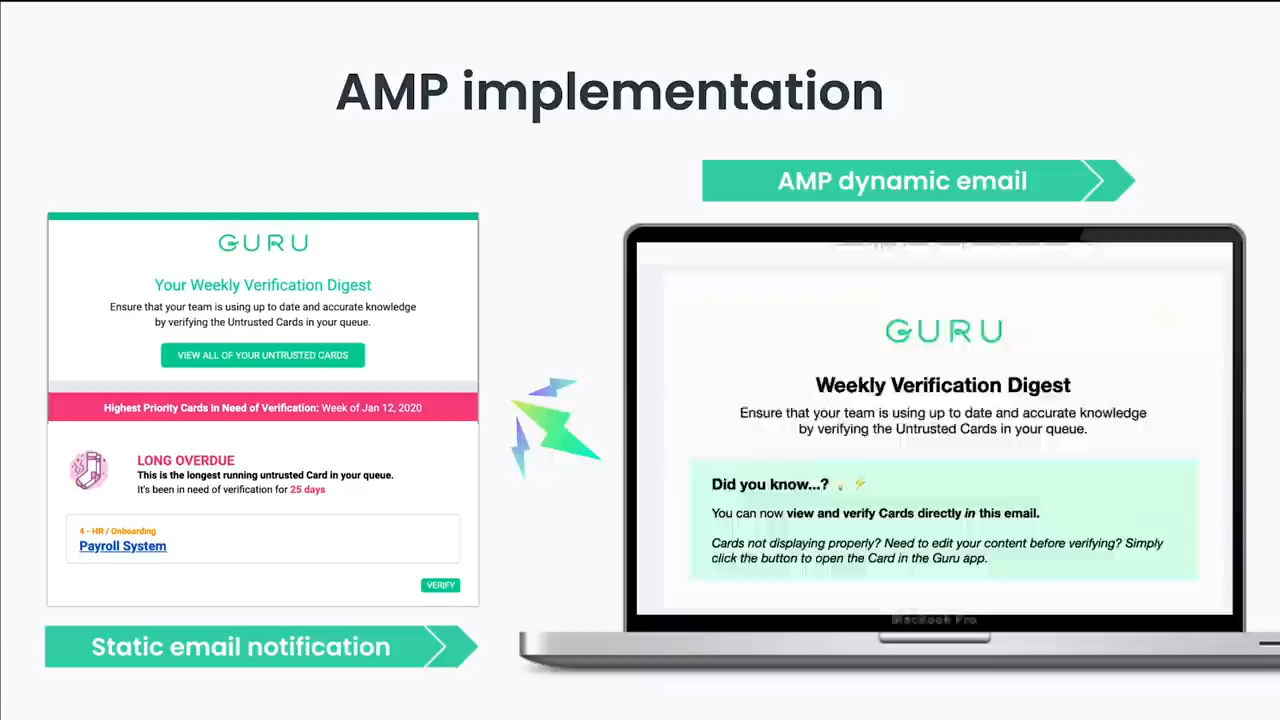 AMP implementation
AMP dynamic email
GURU
Your Weekly Verification Digest
Ensure that your team is using up to date and accurate knowledge
by verifying the Untrusted Cards in your queue.
VIEW ALL OF YOUR UNTRUSTED CARDS
Highest Priority Cards in Need of Verification: Week of Jan 12, 2020
LONG OVERDUE
This is the longest running untrusted Card in your queue.
It's been in need of verification for 25 days
4 - HR / Onboarding
Payroll System
VERIFY
Static email notification
GURU
Weekly Verification Digest
Ensure that your team is using up to date and accurate knowledge
by verifying the Untrusted Cards in your queue.
Did you know...?
You can now view and verify Cards directly in this email.
Cards not displaying properly? Need to edit your content before verifying? Simply
click the button to open the Card in the Guru app.
MacBook Pro